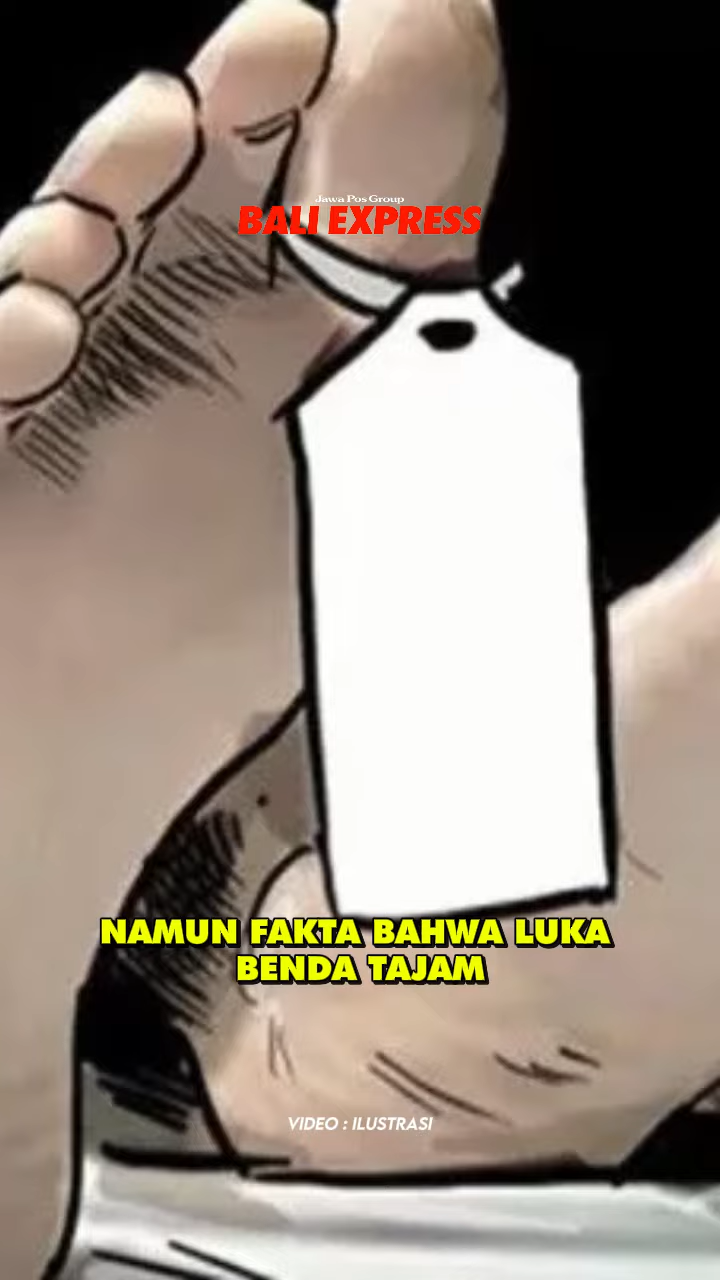 Jawa Pos Group
BALI EXPRESS
NAMUN FAKTA BAHWA LUKA
BENDA TAJAM
VIDEO : ILUSTRASI